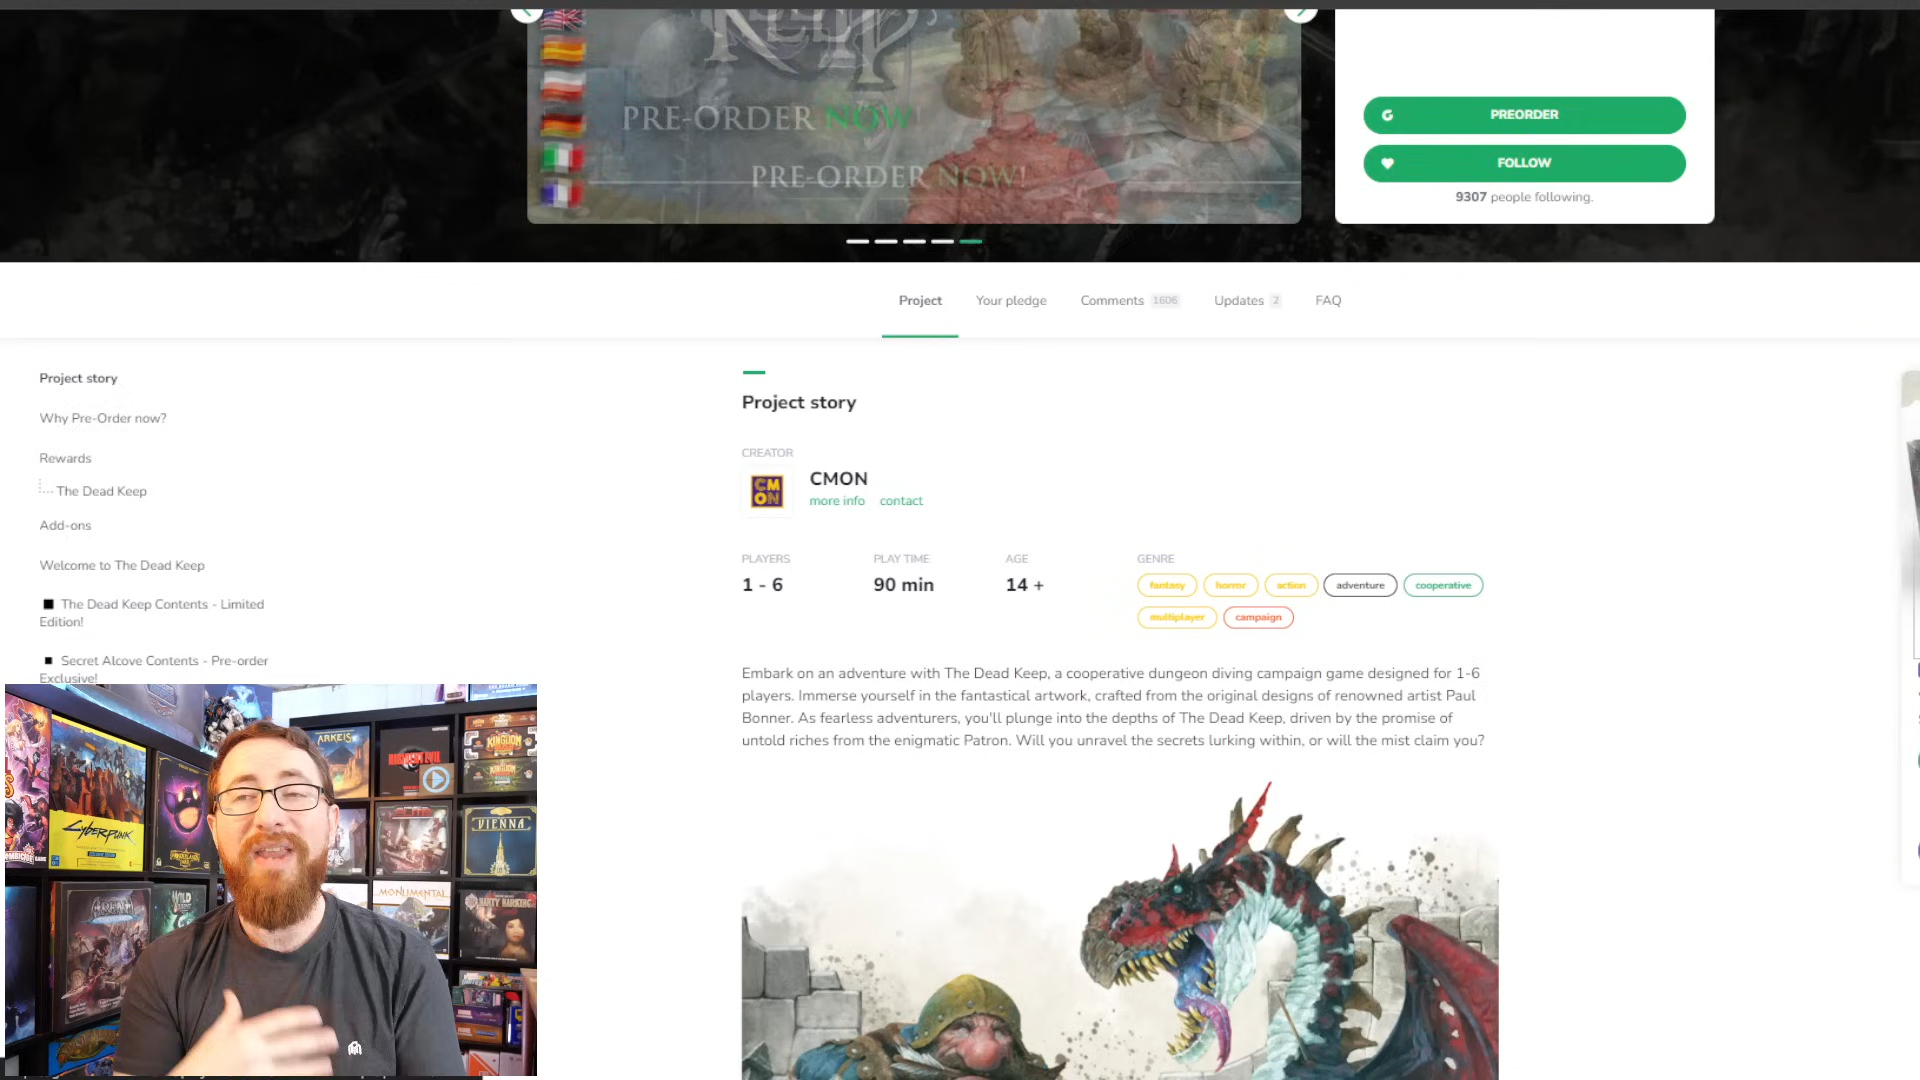 PRE-ORDER NOW
PRE-ORDER NOW!
PREORDER
FOLLOW
9307 people following.
Project
Your pledge
Comments 1606
Updates 2
FAQ
Project story
Why Pre-Order now?
Rewards
The Dead Keep
Add-ons
Welcome to The Dead Keep
The Dead Keep Contents - Limited
Edition!
Secret Alcove Contents - Pre-order
Exclusive!
Project story
CREATOR
CMON
CMON
more info contact
PLAYERS
1 - 6
PLAY TIME
90 min
AGE
14 +
GENRE
fantasy horror action adventure cooperative
multiplayer campaign
Embark on an adventure with The Dead Keep, a cooperative dungeon diving campaign game designed for 1-6
players. Immerse yourself in the fantastical artwork, crafted from the original designs of renowned artist Paul
Bonner. As fearless adventurers, you'll plunge into the depths of The Dead Keep, driven by the promise of
untold riches from the enigmatic Patron. Will you unravel the secrets lurking within, or will the mist claim you?
ARKEIS
RESIDENT EVIL
KINGDOM
KINGDOM
CYBERPUNK
VIENNA
MONUMENTAL
WILD